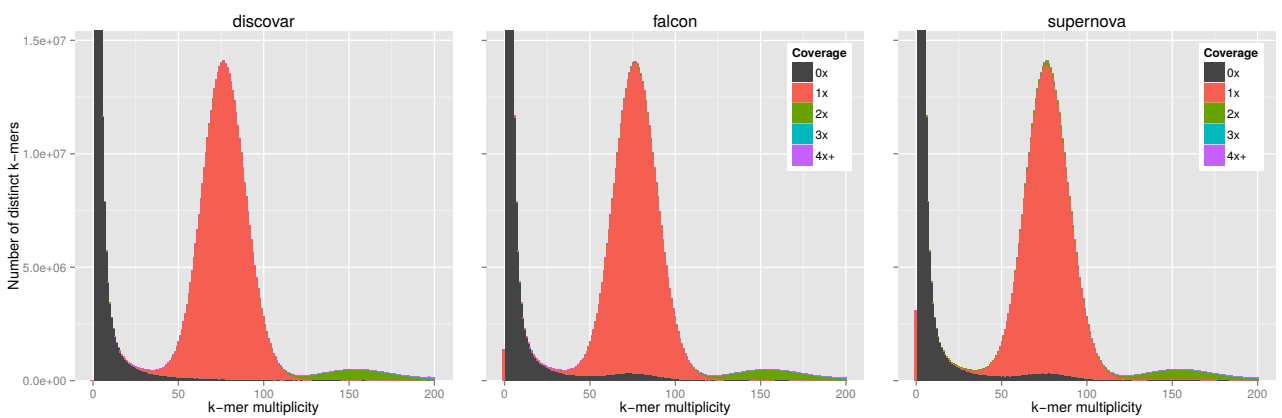 discovar
falcon
supernova
Number of distinct k−mers
1.5e+07
1.0e+07
5.0e+06
0.0e+00
0
50
100
150
200
k−mer multiplicity
Coverage
0x
1x
2x
3x
4x+
0
50
100
150
200
k−mer multiplicity
Coverage
0x
1x
2x
3x
4x+
0
50
100
150
200
k−mer multiplicity